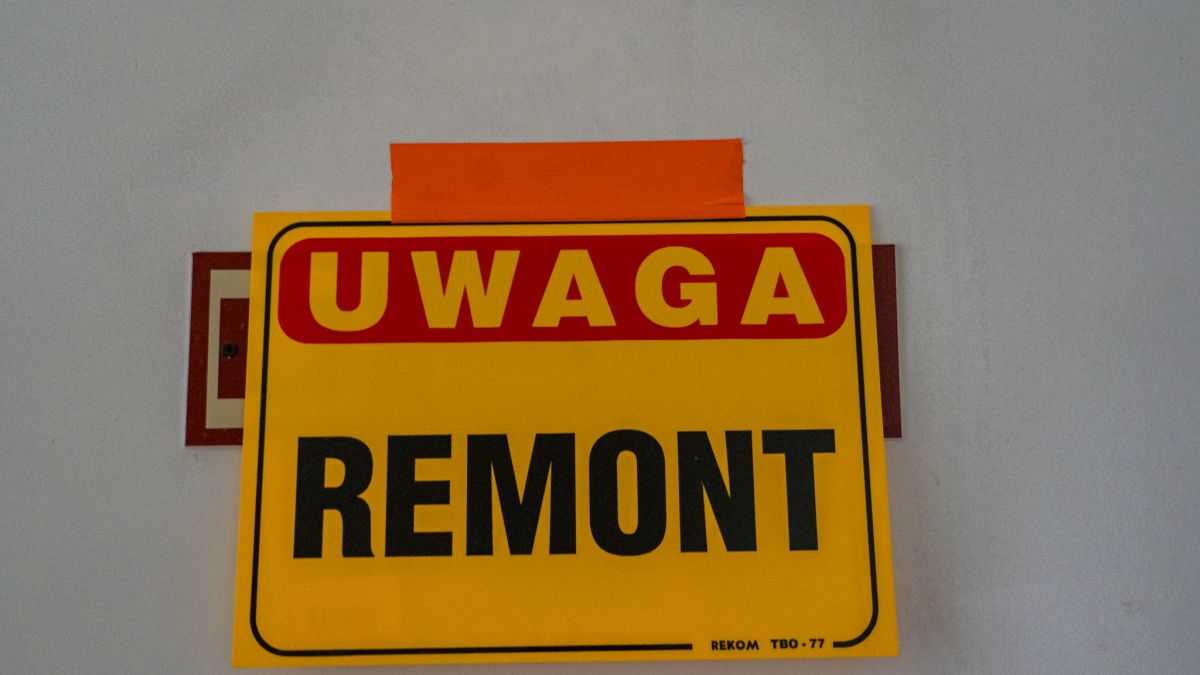 UWAGA
REMONT
REKOM TBO - 77